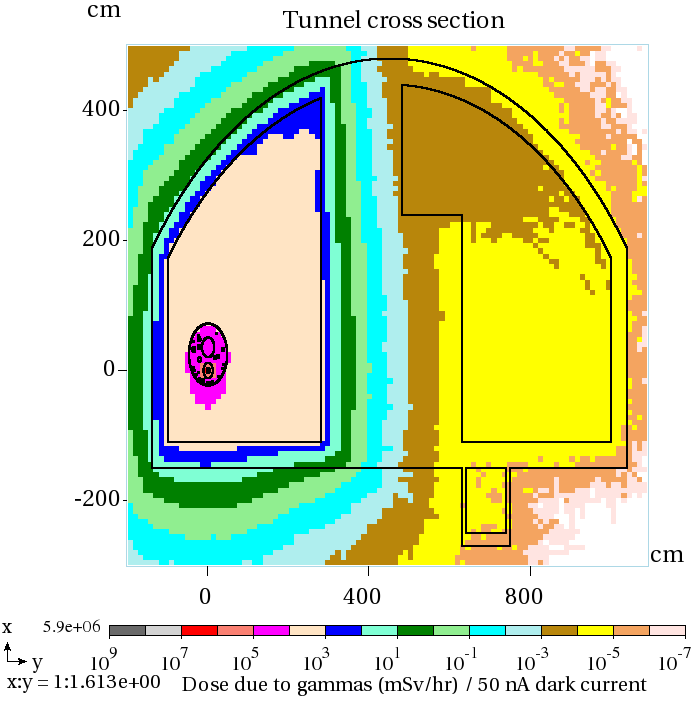 cm
Tunnel cross section
400
200
0
-200
cm
0 400 800
x 5.9e+06
y 10^9 10^7 10^5 10^3 10^1 10^-1 10^-3 10^-5 10^-7
x:y = 1:1.613e+00 Dose due to gammas (mSv/hr) / 50 nA dark current